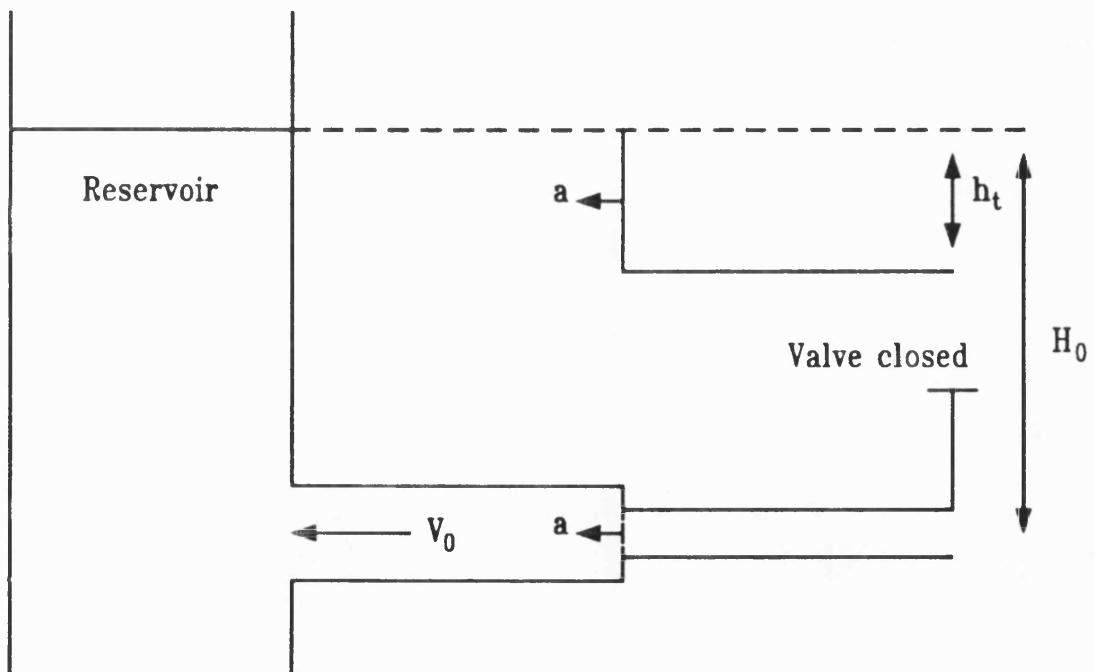 Reservoir
a
h_t
H_0
Valve closed
V_0
a